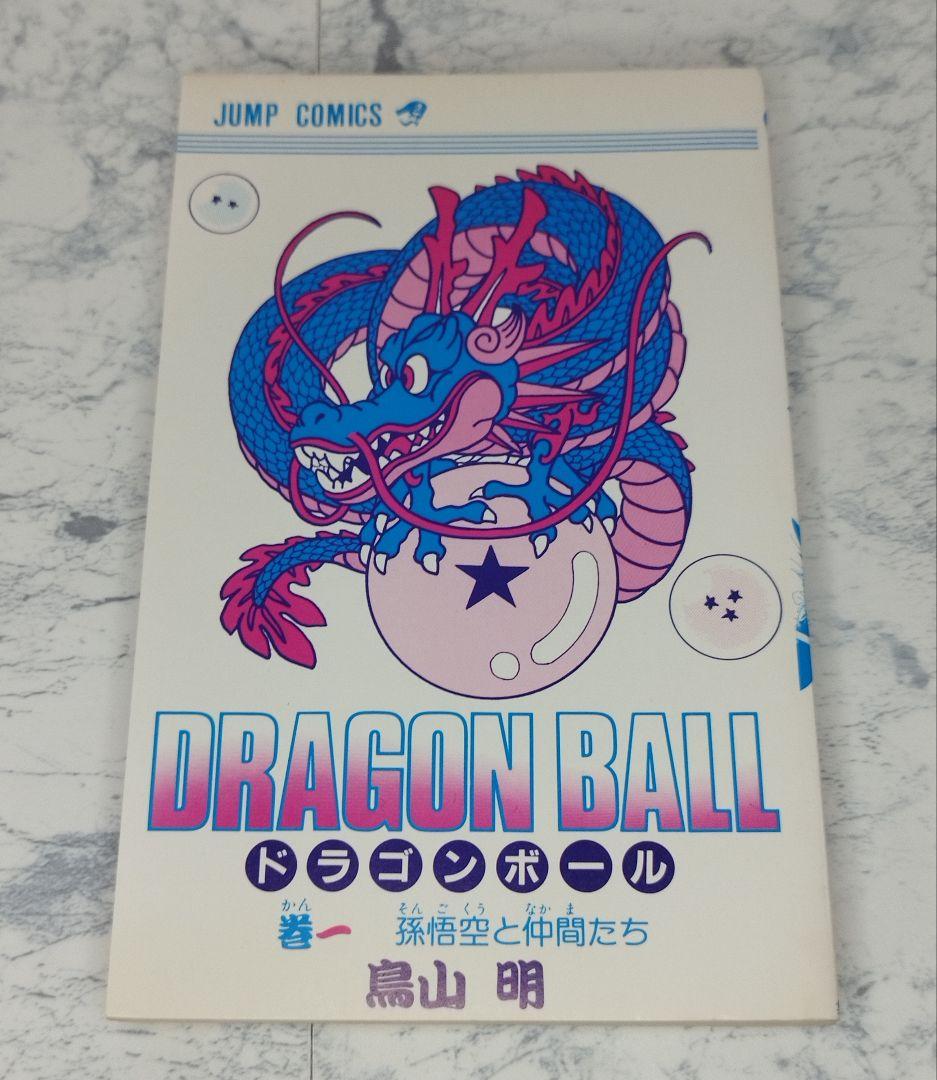 JUMP COMICS
DRAGON BALL
ドラゴンボール
かん そんごくう なかま
巻一 孫悟空と仲間たち
鳥山 明